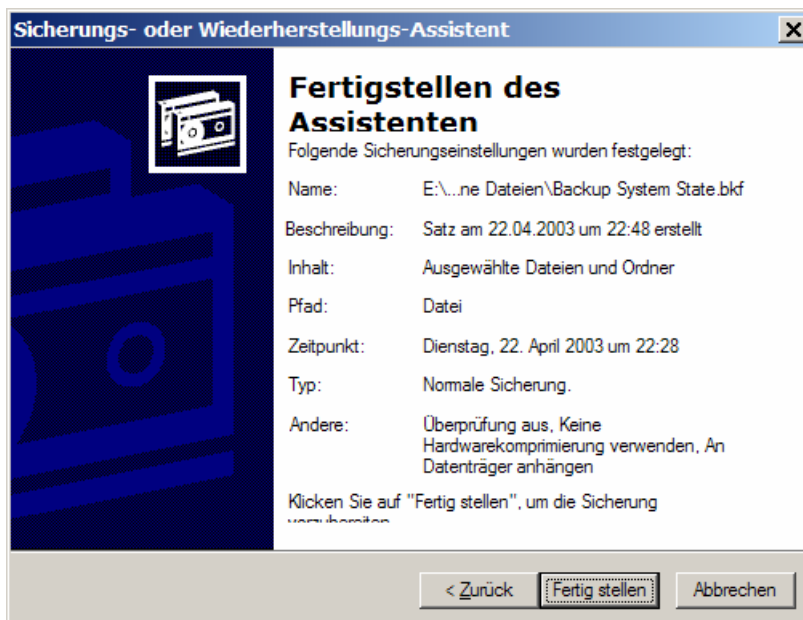 Sicherungs- oder Wiederherstellungs-Assistent
Fertigstellen des
Assistenten
Folgende Sicherungseinstellungen wurden festgelegt:
Name: E:\...ne Dateien\Backup System State.bkf
Beschreibung: Satz am 22.04.2003 um 22:48 erstellt
Inhalt: Ausgewählte Dateien und Ordner
Pfad: Datei
Zeitpunkt: Dienstag, 22. April 2003 um 22:28
Typ: Normale Sicherung.
Andere: Überprüfung aus, Keine
Hardwarekomprimierung verwenden, An
Datenträger anhängen
Klicken Sie auf "Fertig stellen", um die Sicherung
vorzubereiten
< Zurück Fertig stellen Abbrechen